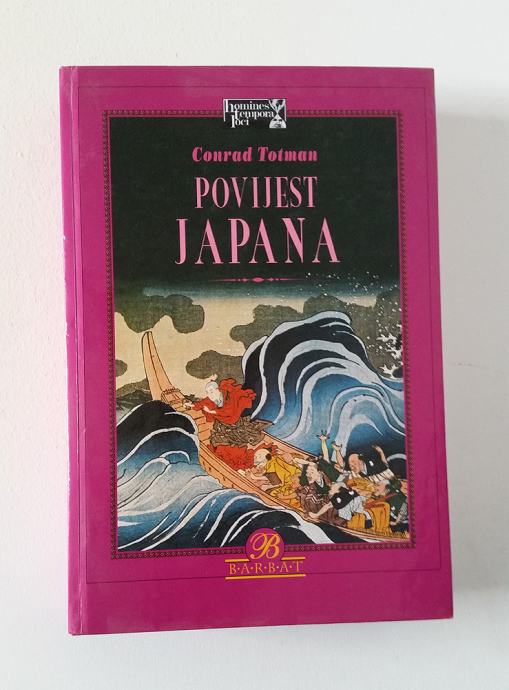 homines
tempora
loci
Conrad Totman
POVIJEST
JAPANA
B
B·A·R·B·A·T